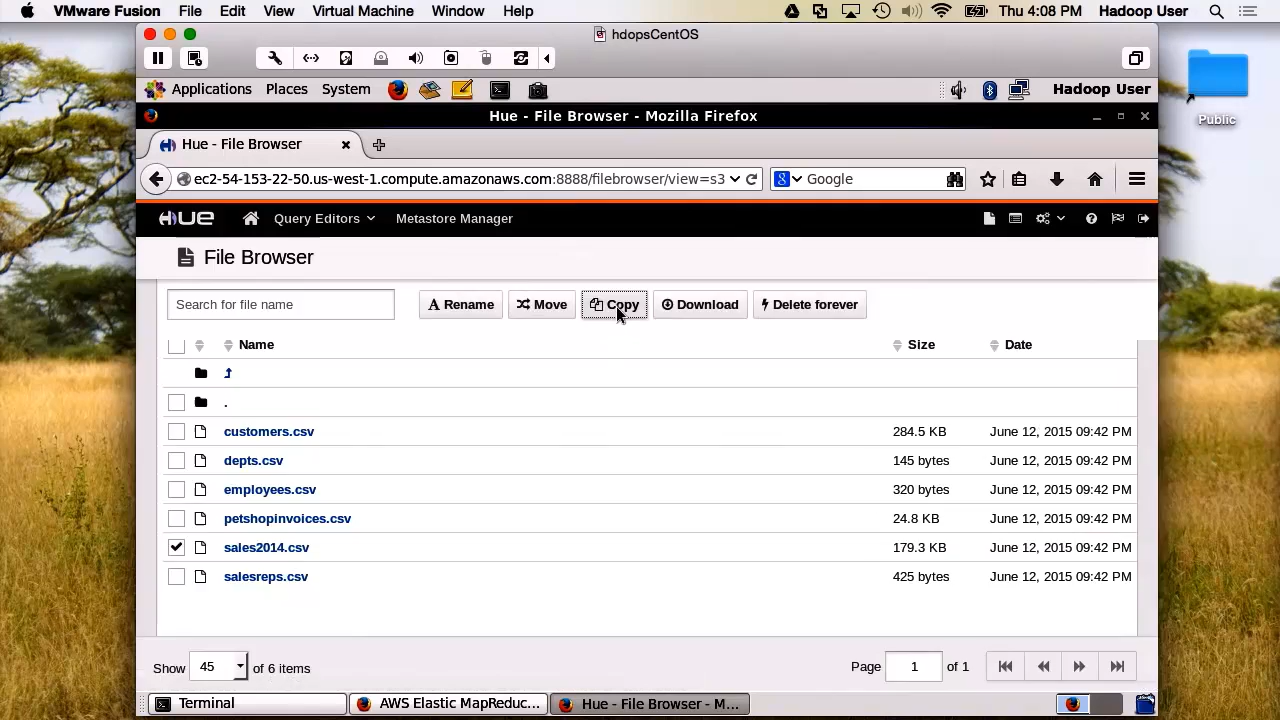 VMware Fusion File Edit View Virtual Machine Window Help Thu 4:08 PM Hadoop User
hdopsCentOS
Applications Places System Hadoop User
Public
Hue - File Browser - Mozilla Firefox
Hue - File Browser
ec2-54-153-22-50.us-west-1.compute.amazonaws.com:8888/filebrowser/view=s3 Google
HUE Query Editors Metastore Manager
File Browser
Search for file name Rename Move Copy Download Delete forever
Name Size Date
.
customers.csv 284.5 KB June 12, 2015 09:42 PM
depts.csv 145 bytes June 12, 2015 09:42 PM
employees.csv 320 bytes June 12, 2015 09:42 PM
petshopinvoices.csv 24.8 KB June 12, 2015 09:42 PM
sales2014.csv 179.3 KB June 12, 2015 09:42 PM
salesreps.csv 425 bytes June 12, 2015 09:42 PM
Show 45 of 6 items Page 1 of 1
Terminal AWS Elastic MapReduc... Hue - File Browser - M...